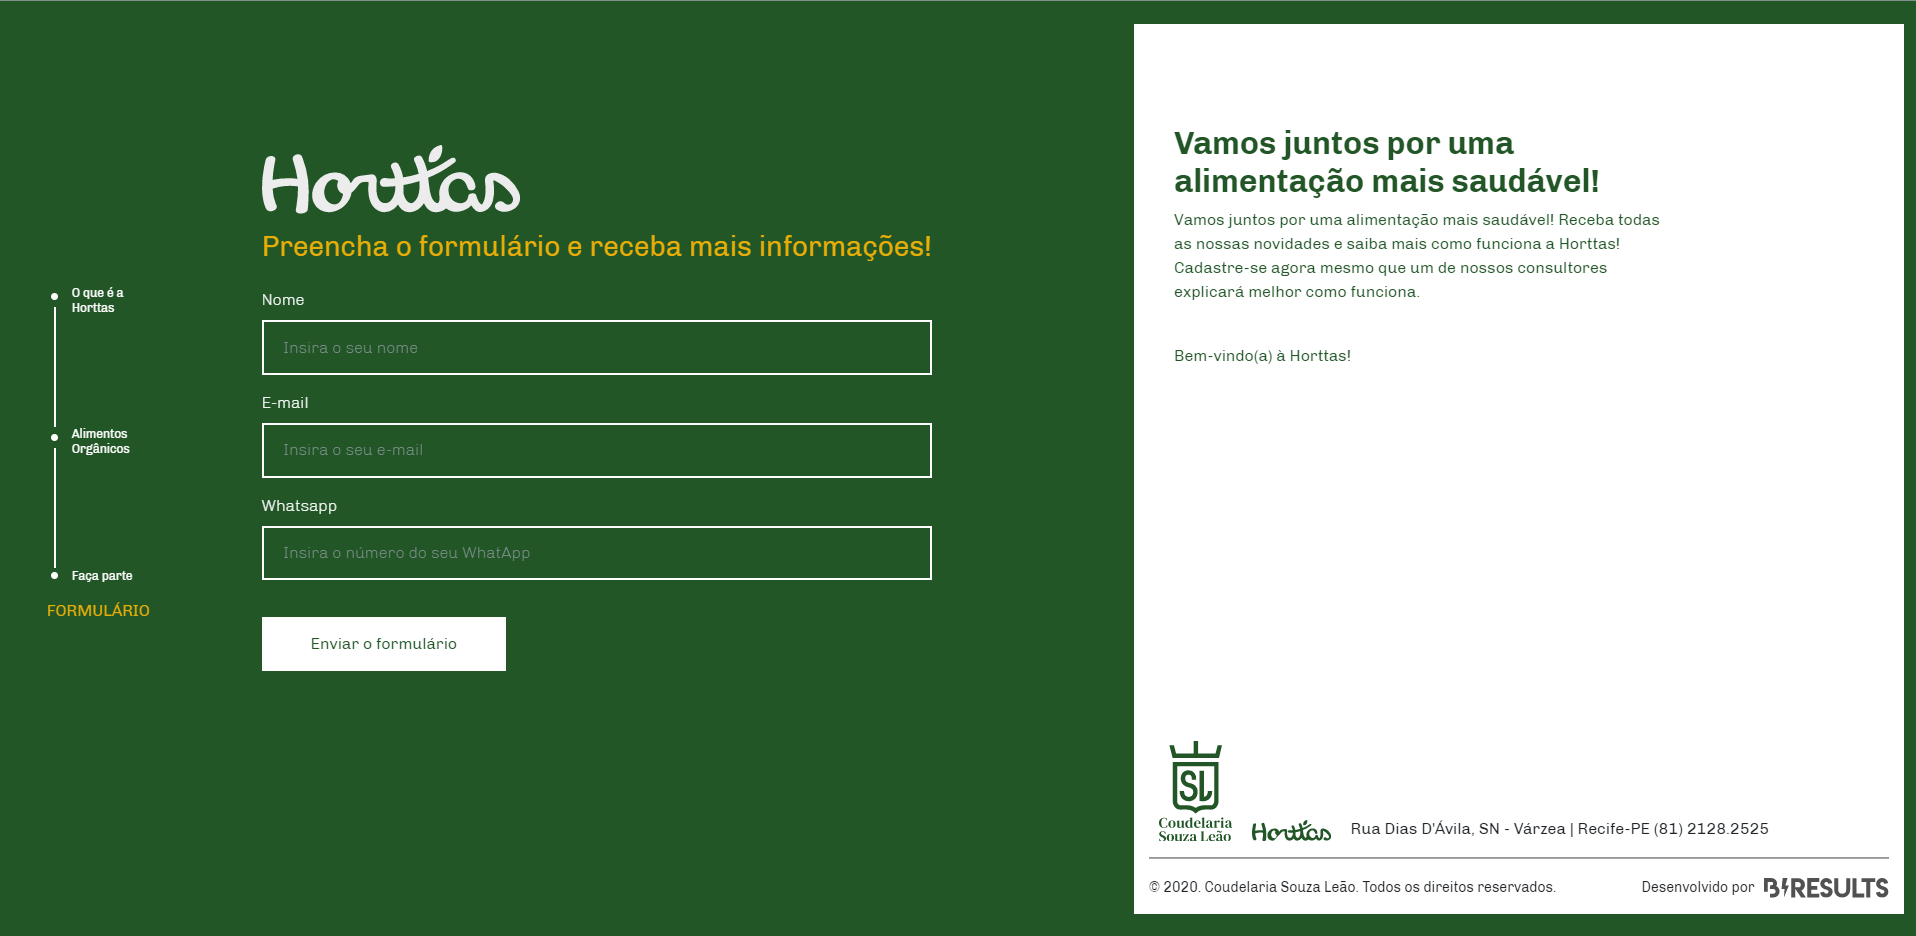 O que é a
Horttas
Alimentos
Orgânicos
Faça parte
FORMULÁRIO
Horttas
Preencha o formulário e receba mais informações!
Nome
Insira o seu nome
E-mail
Insira o seu e-mail
Whatsapp
Insira o número do seu WhatApp
Enviar o formulário
Vamos juntos por uma
alimentação mais saudável!
Vamos juntos por uma alimentação mais saudável! Receba todas
as nossas novidades e saiba mais como funciona a Horttas!
Cadastre-se agora mesmo que um de nossos consultores
explicará melhor como funciona.
Bem-vindo(a) à Horttas!
SL
Coudelaria
Souza Leão
Horttas
Rua Dias D'Ávila, SN - Várzea | Recife-PE (81) 2128.2525
© 2020. Coudelaria Souza Leão. Todos os direitos reservados.
Desenvolvido por
B RESULTS